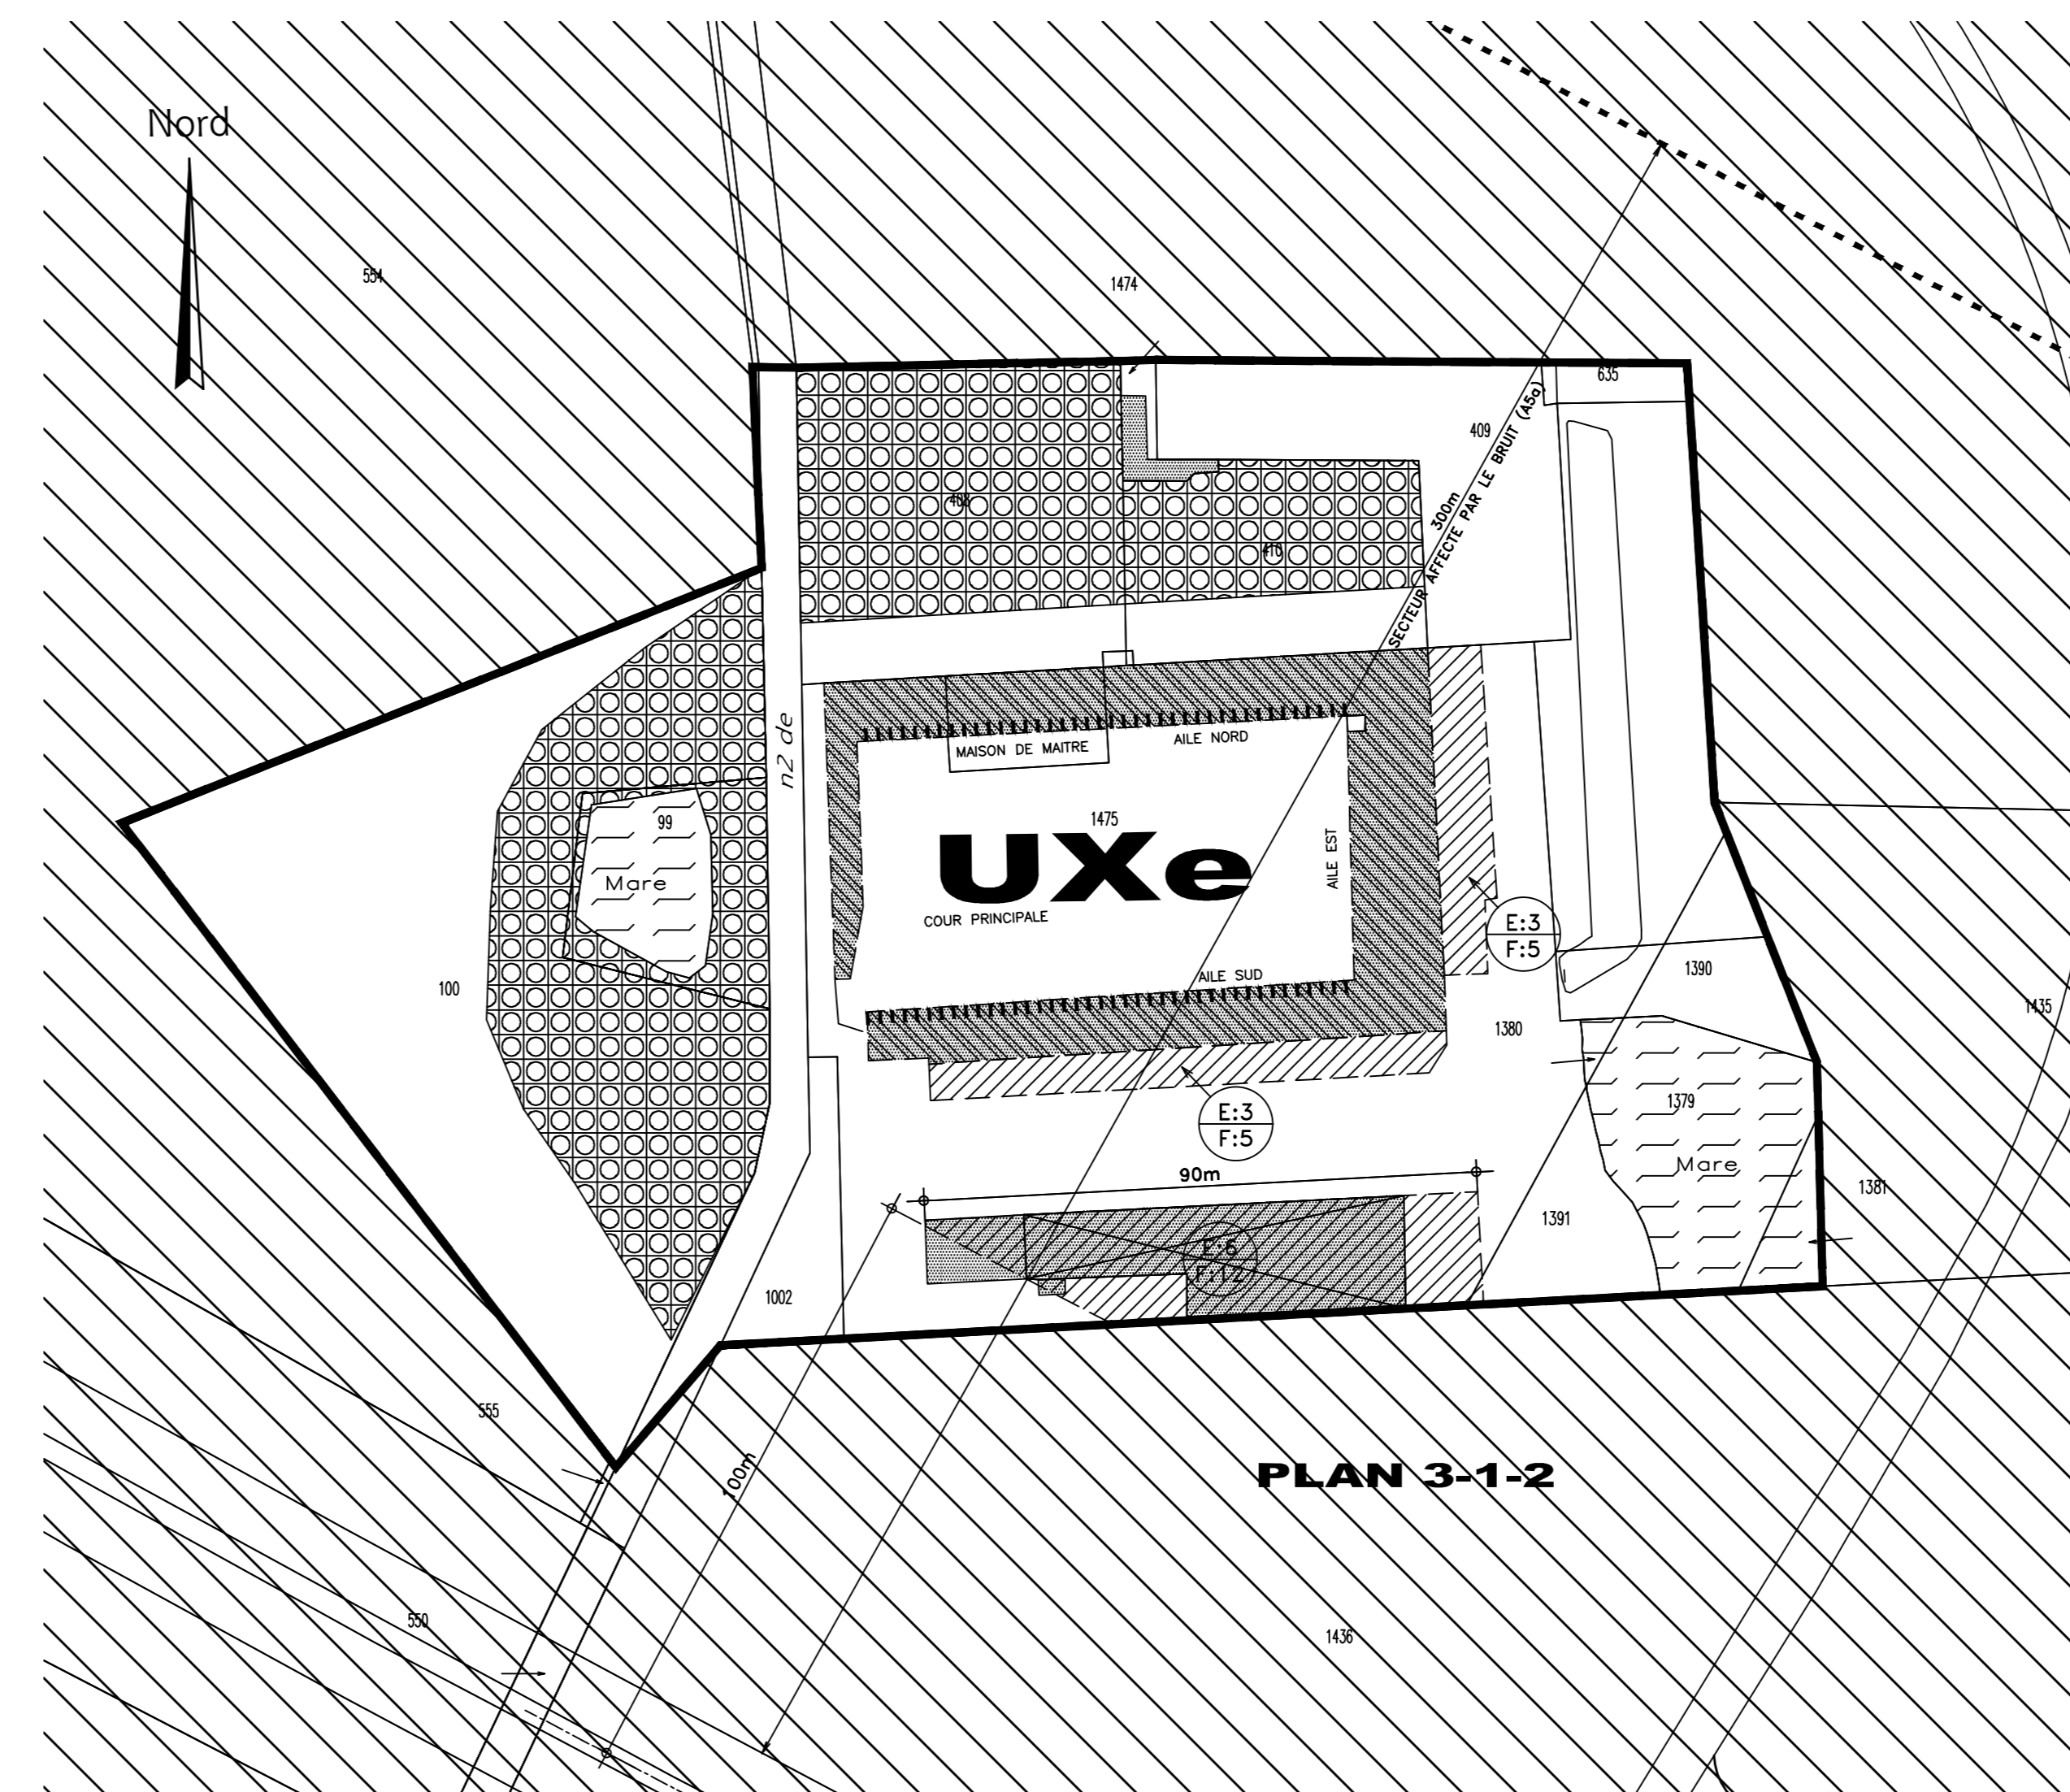 Nord
554
1474
635
409
408
410
300m
SECTEUR AFFECTE PAR LE BRUIT (A5a)
n2 de
MAISON DE MAITRE
AILE NORD
99
Mare
1475
UXe
AILE EST
COUR PRINCIPALE
E:3
F:5
AILE SUD
100
1390
1435
1380
1379
Mare
E:3
F:5
90m
1381
1391
E:6
F:12
1002
555
100m
PLAN 3-1-2
550
1436